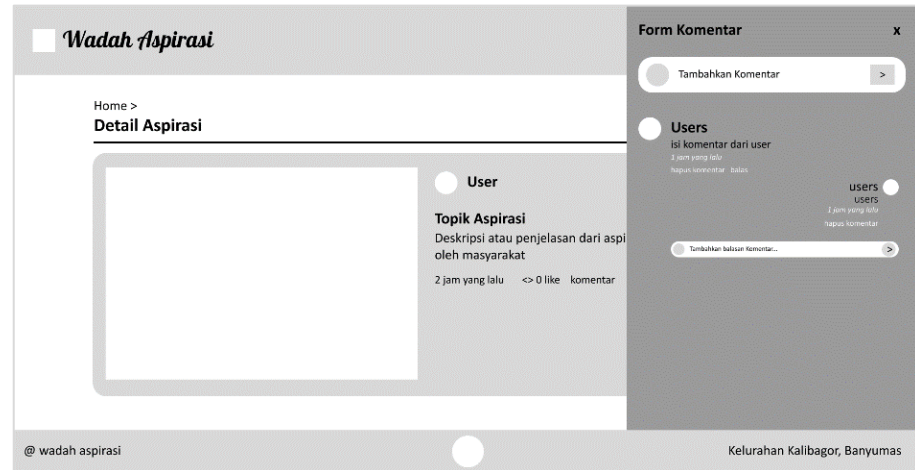 Wadah Aspirasi
Home >
Detail Aspirasi
User
Topik Aspirasi
Deskripsi atau penjelasan dari aspi
oleh masyarakat
2 jam yang lalu <> 0 like komentar
Form Komentar x
Tambahkan Komentar >
Users
isi komentar dari user
1 jam yang lalu
hapus komentar balas
users
users
1 jam yang lalu
hapus komentar
Tambahkan balasan Komentar... >
@ wadah aspirasi
Kelurahan Kalibagor, Banyumas